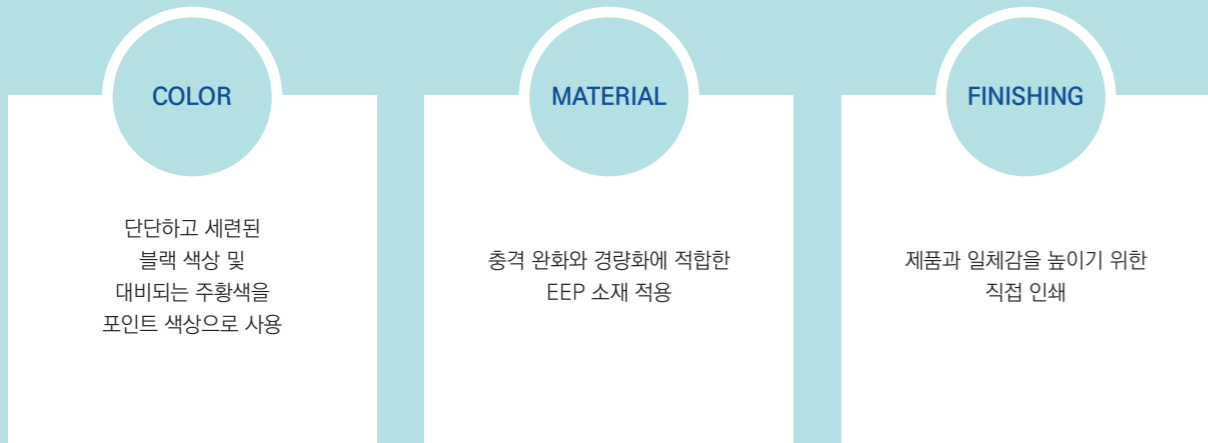 COLOR
단단하고 세련된
블랙 색상 및
대비되는 주황색을
포인트 색상으로 사용
MATERIAL
충격 완화와 경량화에 적합한
EEP 소재 적용
FINISHING
제품과 일체감을 높이기 위한
직접 인쇄